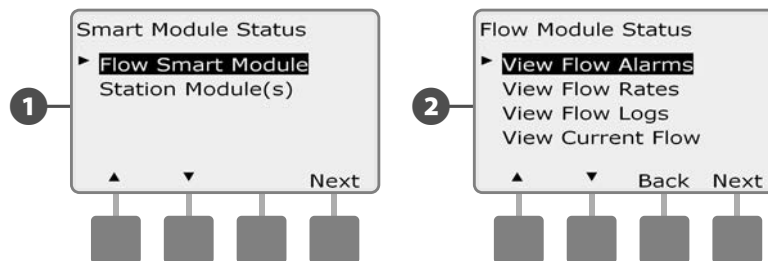 Smart Module Status
► Flow Smart Module
Station Module(s)
▲ ▼ Next
1
Flow Module Status
► View Flow Alarms
View Flow Rates
View Flow Logs
View Current Flow
▲ ▼ Back Next
2